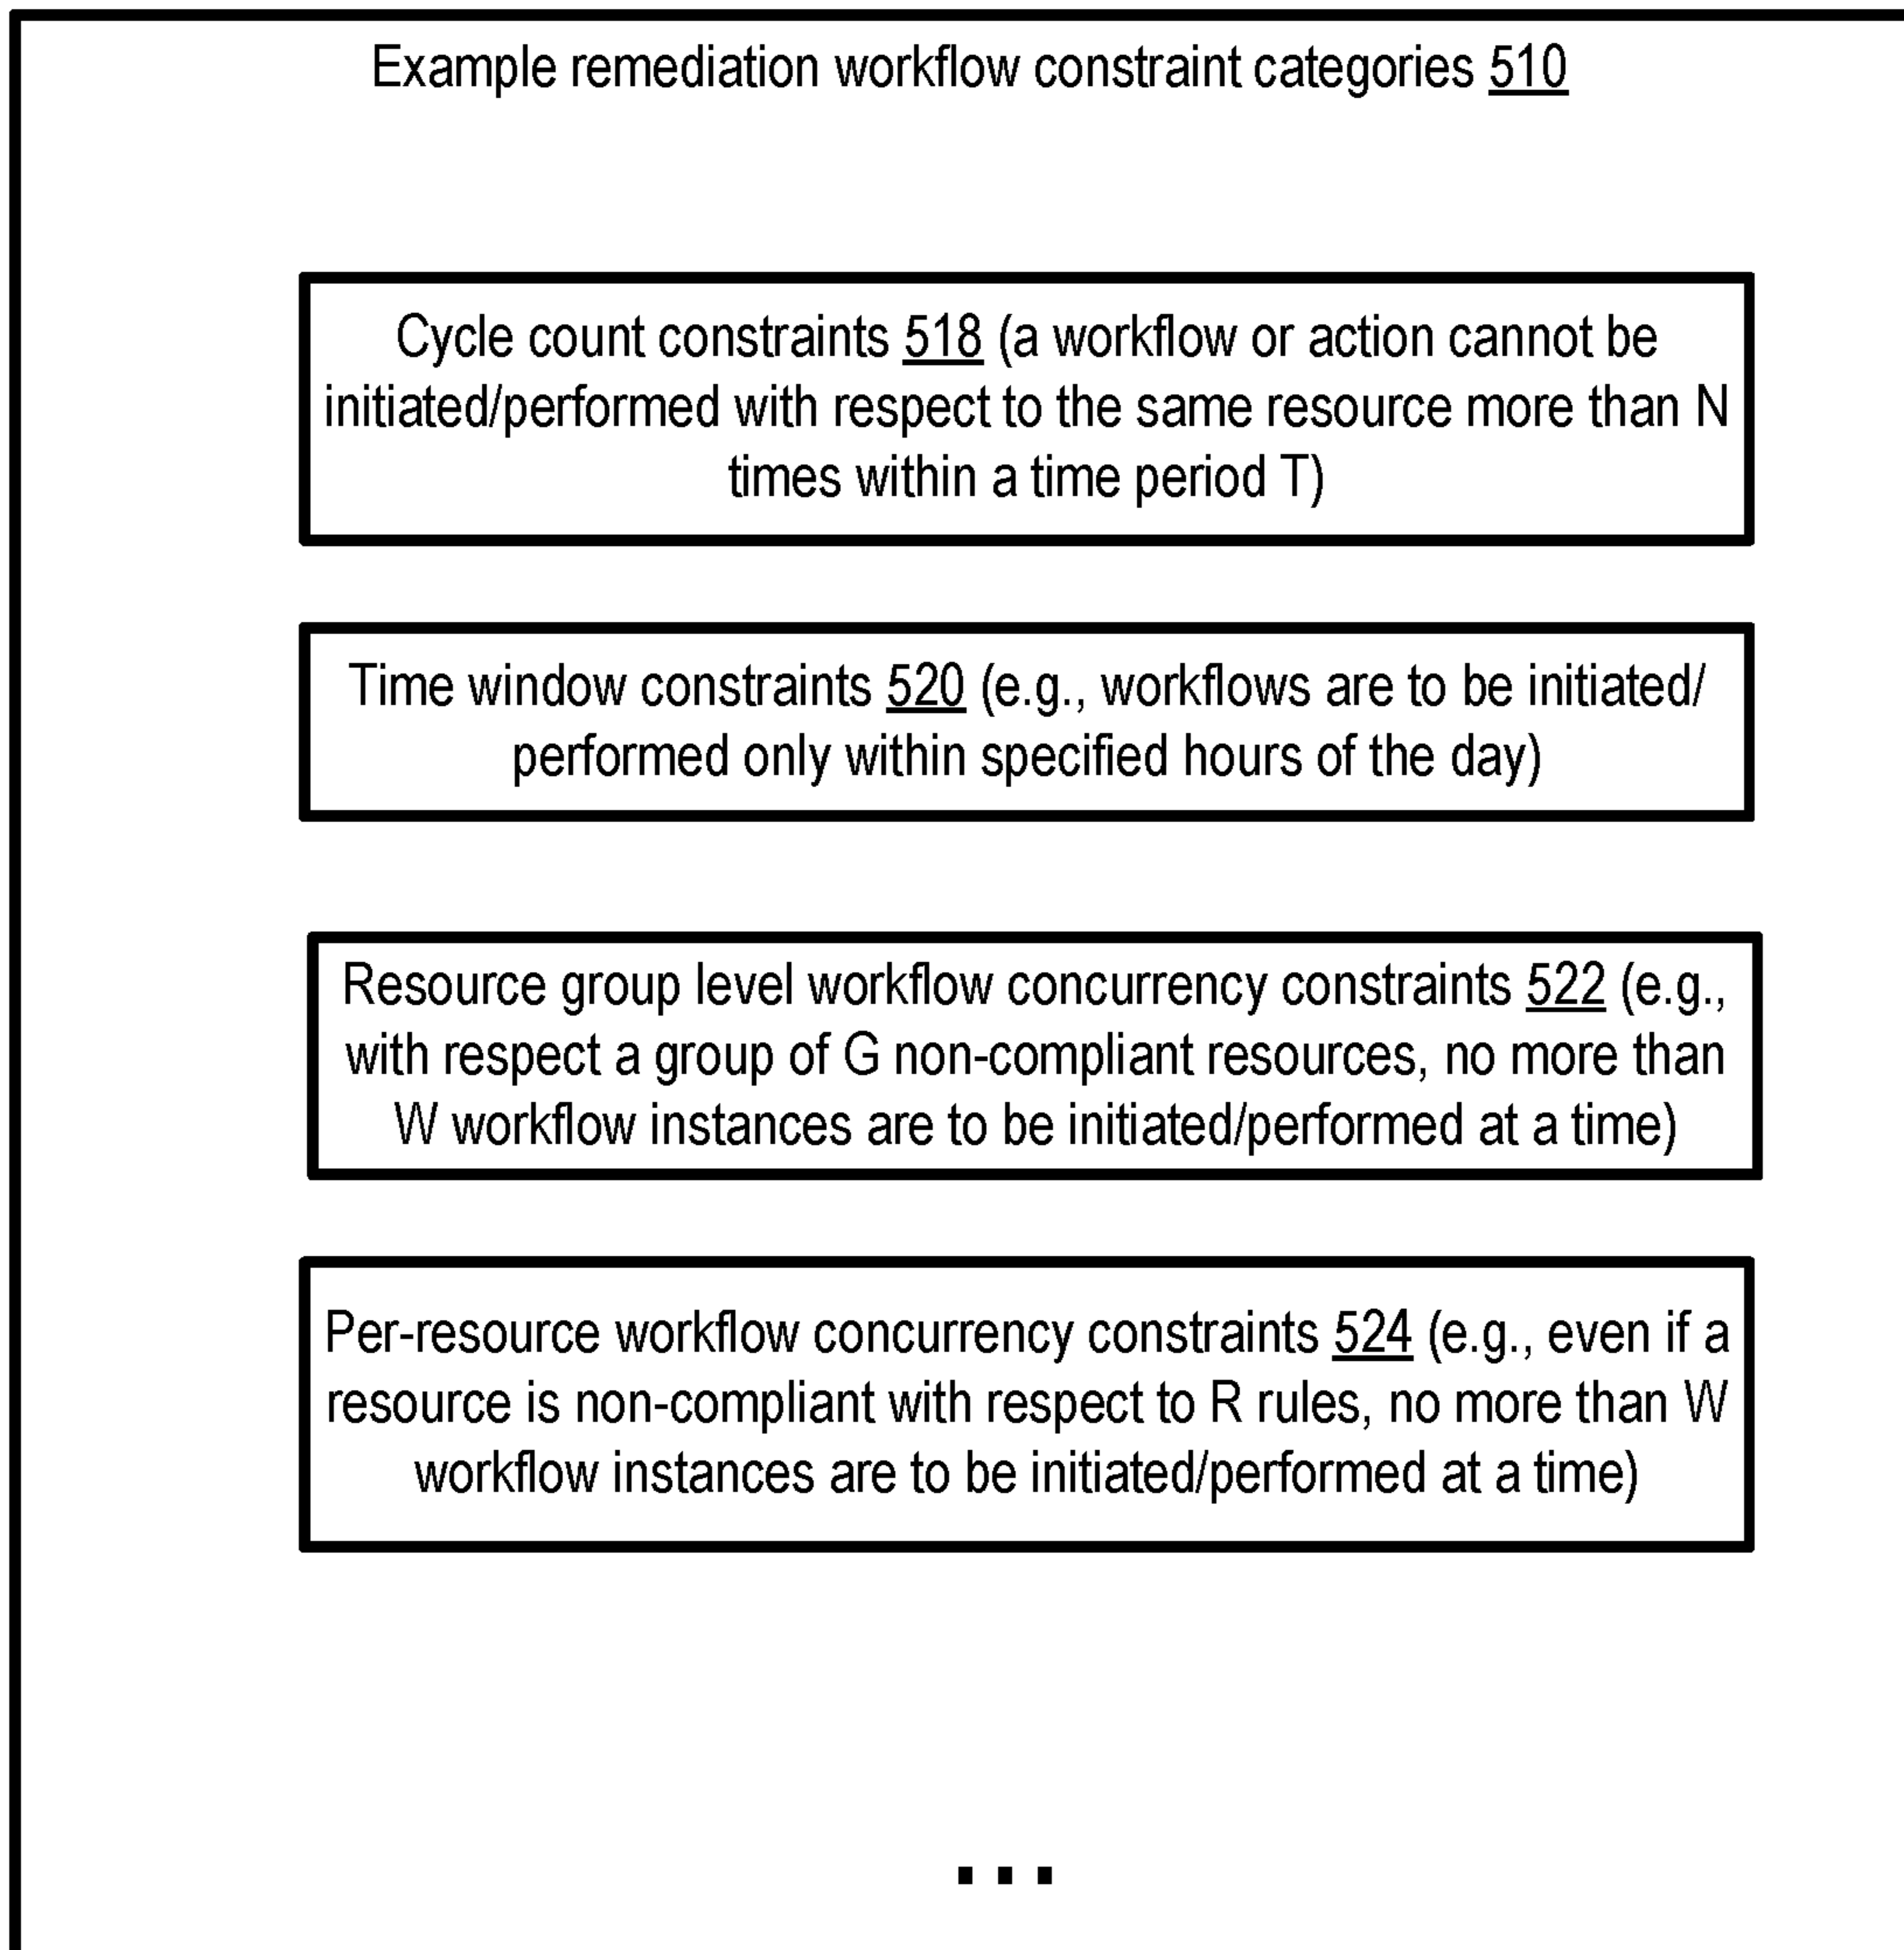 Example remediation workflow constraint categories 510
Cycle count constraints 518 (a workflow or action cannot be
initiated/performed with respect to the same resource more than N
times within a time period T)
Time window constraints 520 (e.g., workflows are to be initiated/
performed only within specified hours of the day)
Resource group level workflow concurrency constraints 522 (e.g.,
with respect a group of G non-compliant resources, no more than
W workflow instances are to be initiated/performed at a time)
Per-resource workflow concurrency constraints 524 (e.g., even if a
resource is non-compliant with respect to R rules, no more than W
workflow instances are to be initiated/performed at a time)
...